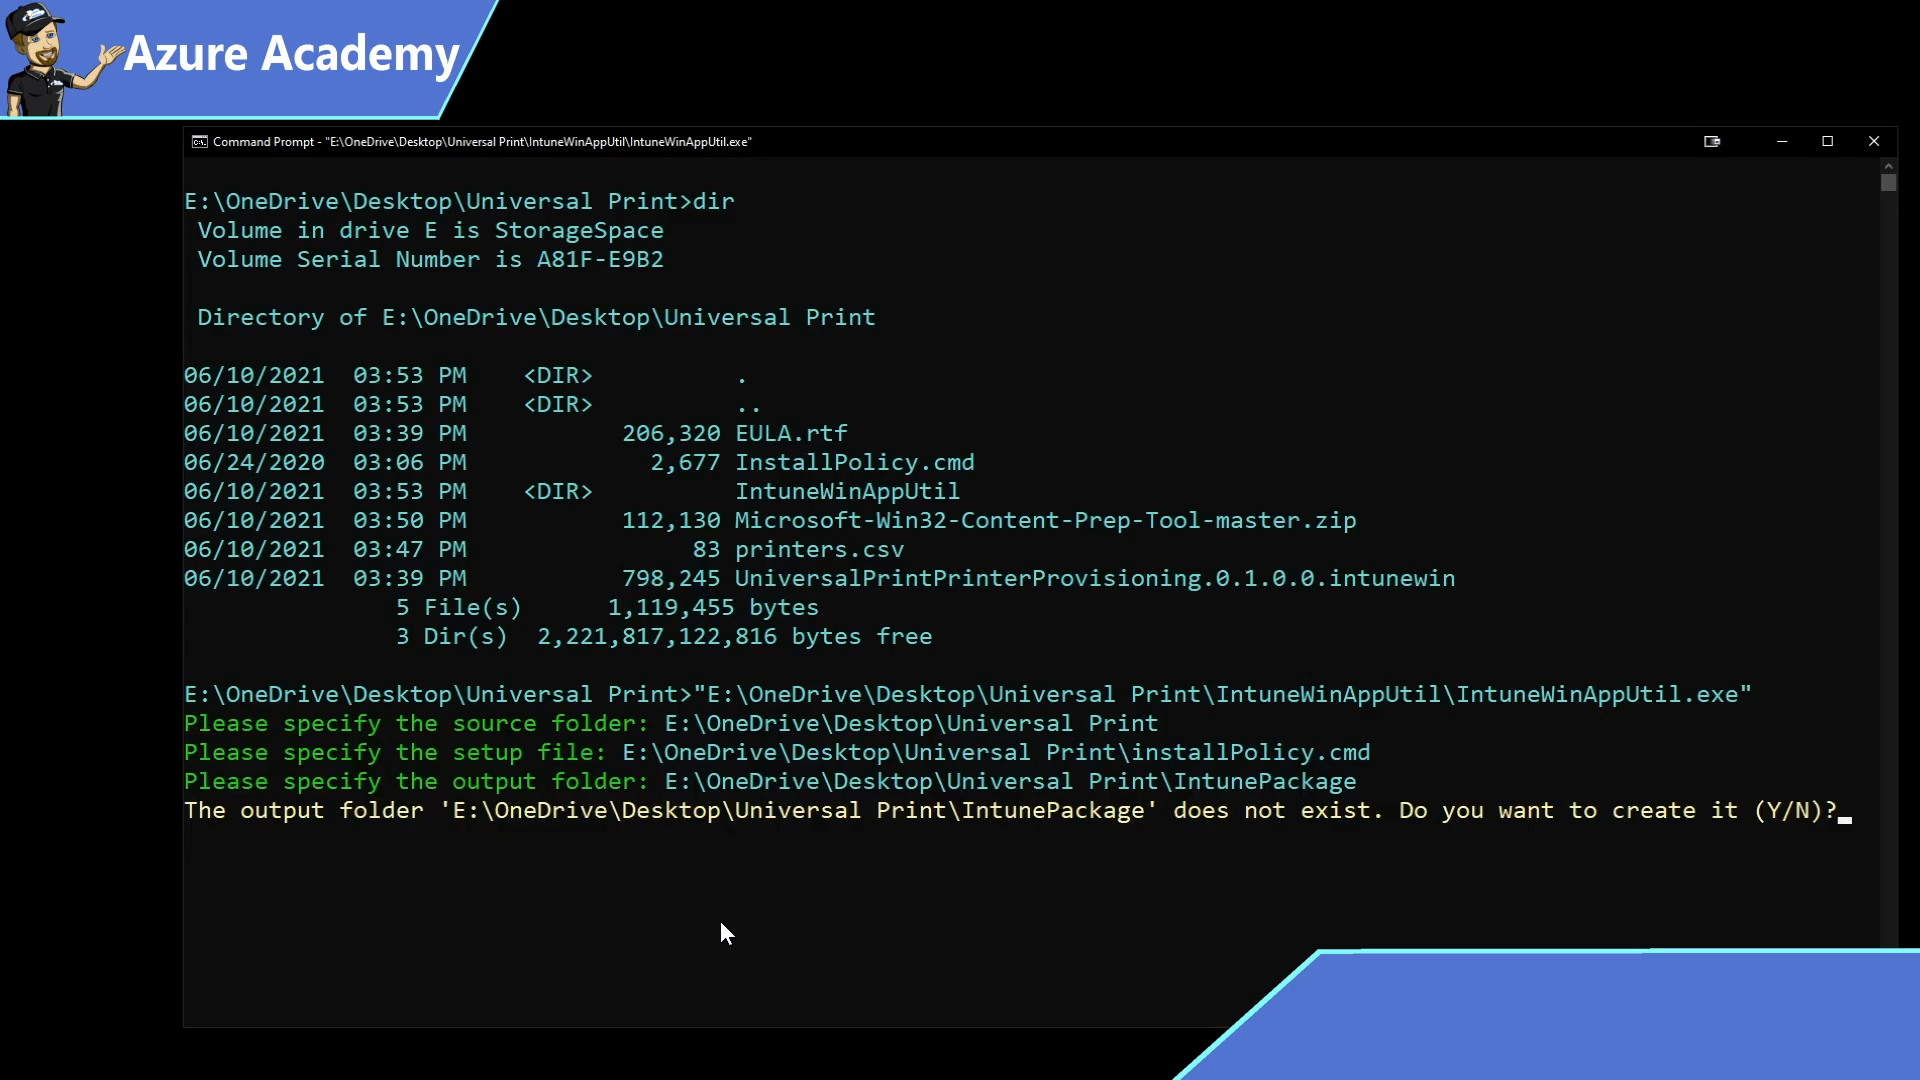 Azure Academy
Command Prompt - "E:\OneDrive\Desktop\Universal Print\IntuneWinAppUtil\IntuneWinAppUtil.exe"
E:\OneDrive\Desktop\Universal Print>dir
Volume in drive E is StorageSpace
Volume Serial Number is A81F-E9B2
Directory of E:\OneDrive\Desktop\Universal Print
06/10/2021  03:53 PM    <DIR>          .
06/10/2021  03:53 PM    <DIR>          ..
06/10/2021  03:39 PM           206,320 EULA.rtf
06/24/2020  03:06 PM             2,677 InstallPolicy.cmd
06/10/2021  03:53 PM    <DIR>          IntuneWinAppUtil
06/10/2021  03:50 PM           112,130 Microsoft-Win32-Content-Prep-Tool-master.zip
06/10/2021  03:47 PM                83 printers.csv
06/10/2021  03:39 PM           798,245 UniversalPrintPrinterProvisioning.0.1.0.0.intunewin
5 File(s)      1,119,455 bytes
3 Dir(s)  2,221,817,122,816 bytes free
E:\OneDrive\Desktop\Universal Print>"E:\OneDrive\Desktop\Universal Print\IntuneWinAppUtil\IntuneWinAppUtil.exe"
Please specify the source folder: E:\OneDrive\Desktop\Universal Print
Please specify the setup file: E:\OneDrive\Desktop\Universal Print\installPolicy.cmd
Please specify the output folder: E:\OneDrive\Desktop\Universal Print\IntunePackage
The output folder 'E:\OneDrive\Desktop\Universal Print\IntunePackage' does not exist. Do you want to create it (Y/N)?